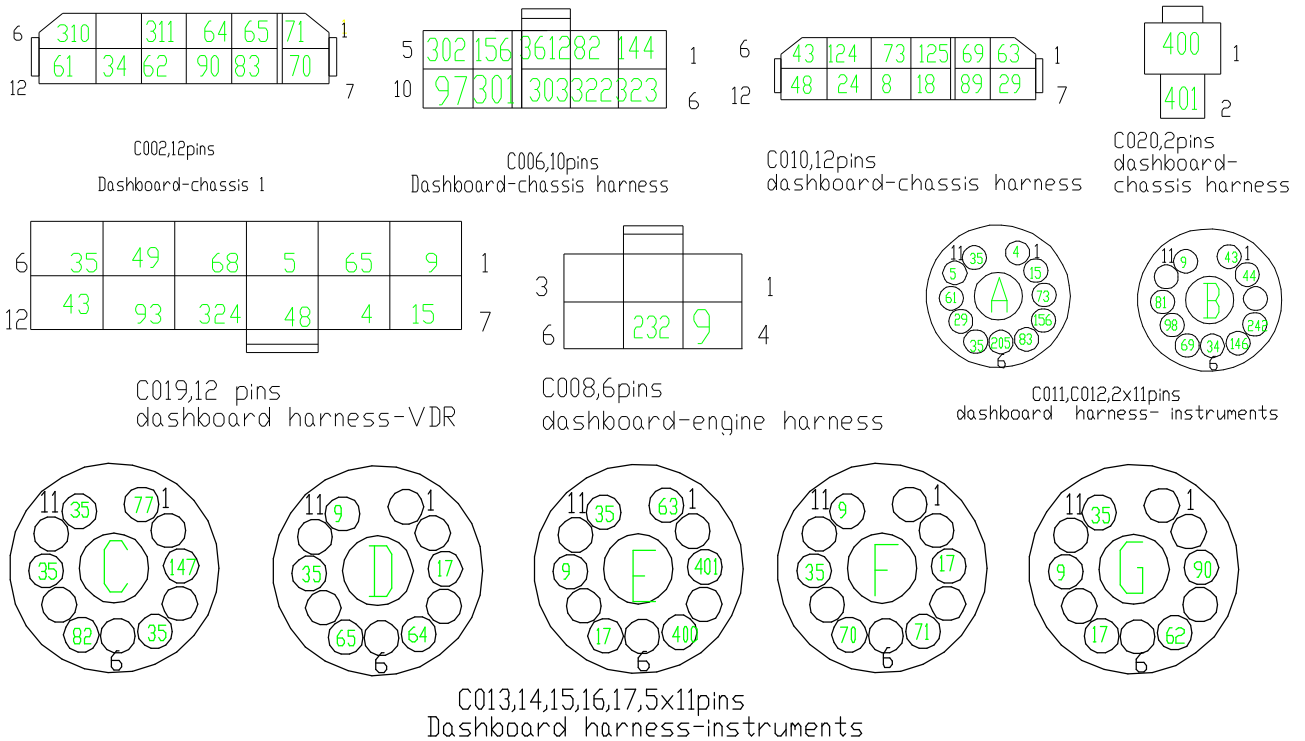 6 310 311 64 65 71 1
12 61 34 62 90 83 70 7
C002,12pins
Dashboard-chassis 1
5 302 156 361282 144 1
10 97 301 303 322 323 6
C006,10pins
Dashboard-chassis harness
6 43 124 73 125 69 63 1
12 48 24 8 18 89 29 7
C010,12pins
dashboard-chassis harness
400 1
401 2
C020,2pins
dashboard-
chassis harness
6 35 49 68 5 65 9 1
12 43 93 324 48 4 15 7
C019,12 pins
dashboard harness-VDR
3 1
6 232 9 4
C008,6pins
dashboard-engine harness
11 35 4 1
5 15
61 A 73
29 156
35 205 83
6
11 9 43 1
44
81 B
98 242
69 34 146
6
C011,C012,2x11pins
dashboard harness- instruments
11 35 77 1
35 C 147
82 35
6
11 9 1
35 D 17
65 64
6
11 35 63 1
9 E 401
17 400
6
11 9 1
35 F 17
70 71
6
11 35 1
9 G 90
17 62
6
C013,14,15,16,17,5x11pins
Dashboard harness-instruments